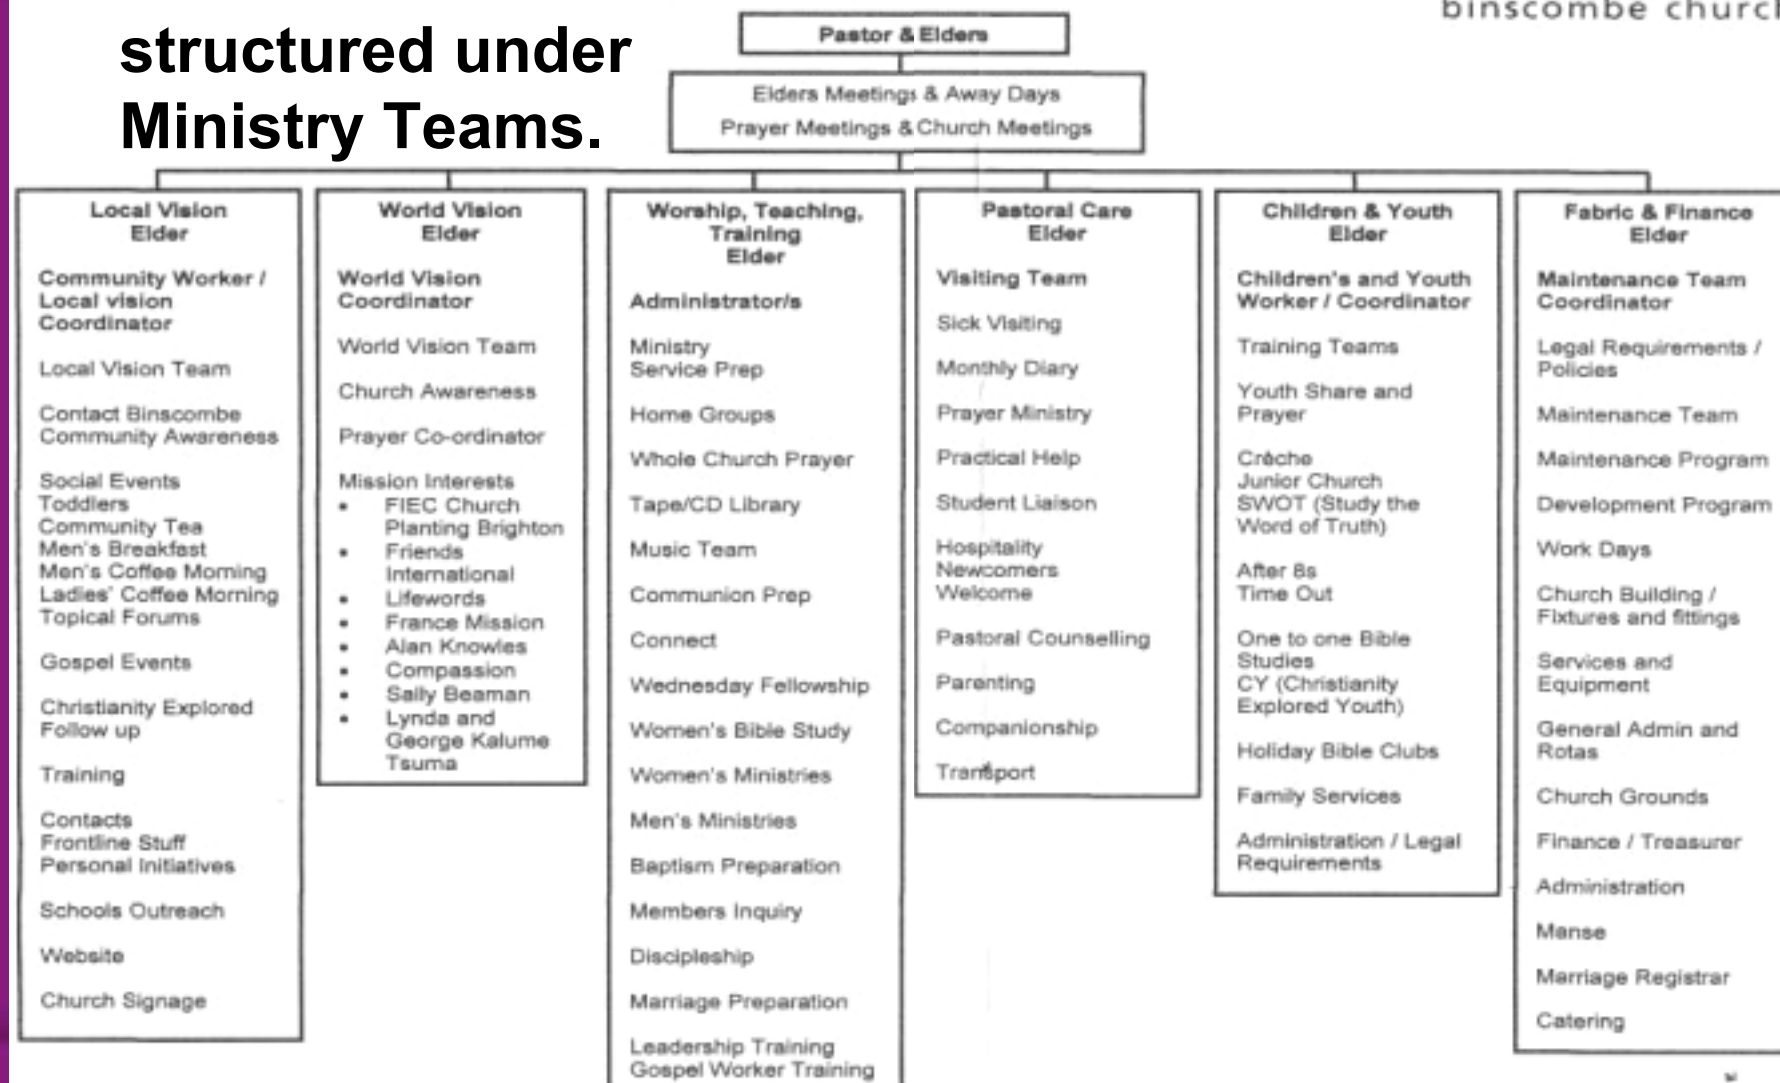 structured under
Ministry Teams.
binscombe church
Pastor & Elders
Elders Meetings & Away Days
Prayer Meetings & Church Meetings
Local Vision
Elder
Community Worker /
Local vision
Coordinator
Local Vision Team
Contact Binscombe
Community Awareness
Social Events
Toddlers
Community Tea
Men's Breakfast
Men's Coffee Morning
Ladies' Coffee Morning
Topical Forums
Gospel Events
Christianity Explored
Follow up
Training
Contacts
Frontline Stuff
Personal Initiatives
Schools Outreach
Website
Church Signage
World Vision
Elder
World Vision
Coordinator
World Vision Team
Church Awareness
Prayer Co-ordinator
Mission Interests
• FIEC Church
Planting Brighton
• Friends
International
• Lifewords
• France Mission
• Alan Knowles
• Compassion
• Sally Beaman
• Lynda and
George Kalume
Tsuma
Worship, Teaching,
Training
Elder
Administrator/s
Ministry
Service Prep
Home Groups
Whole Church Prayer
Tape/CD Library
Music Team
Communion Prep
Connect
Wednesday Fellowship
Women's Bible Study
Women's Ministries
Men's Ministries
Baptism Preparation
Members Inquiry
Discipleship
Marriage Preparation
Leadership Training
Gospel Worker Training
Pastoral Care
Elder
Visiting Team
Sick Visiting
Monthly Diary
Prayer Ministry
Practical Help
Student Liaison
Hospitality
Newcomers
Welcome
Pastoral Counselling
Parenting
Companionship
Transport
Children & Youth
Elder
Children's and Youth
Worker / Coordinator
Training Teams
Youth Share and
Prayer
Crèche
Junior Church
SWOT (Study the
Word of Truth)
After 8s
Time Out
One to one Bible
Studies
CY (Christianity
Explored Youth)
Holiday Bible Clubs
Family Services
Administration / Legal
Requirements
Fabric & Finance
Elder
Maintenance Team
Coordinator
Legal Requirements /
Policies
Maintenance Team
Maintenance Program
Development Program
Work Days
Church Building /
Fixtures and fittings
Services and
Equipment
General Admin and
Rotas
Church Grounds
Finance / Treasurer
Administration
Manse
Marriage Registrar
Catering